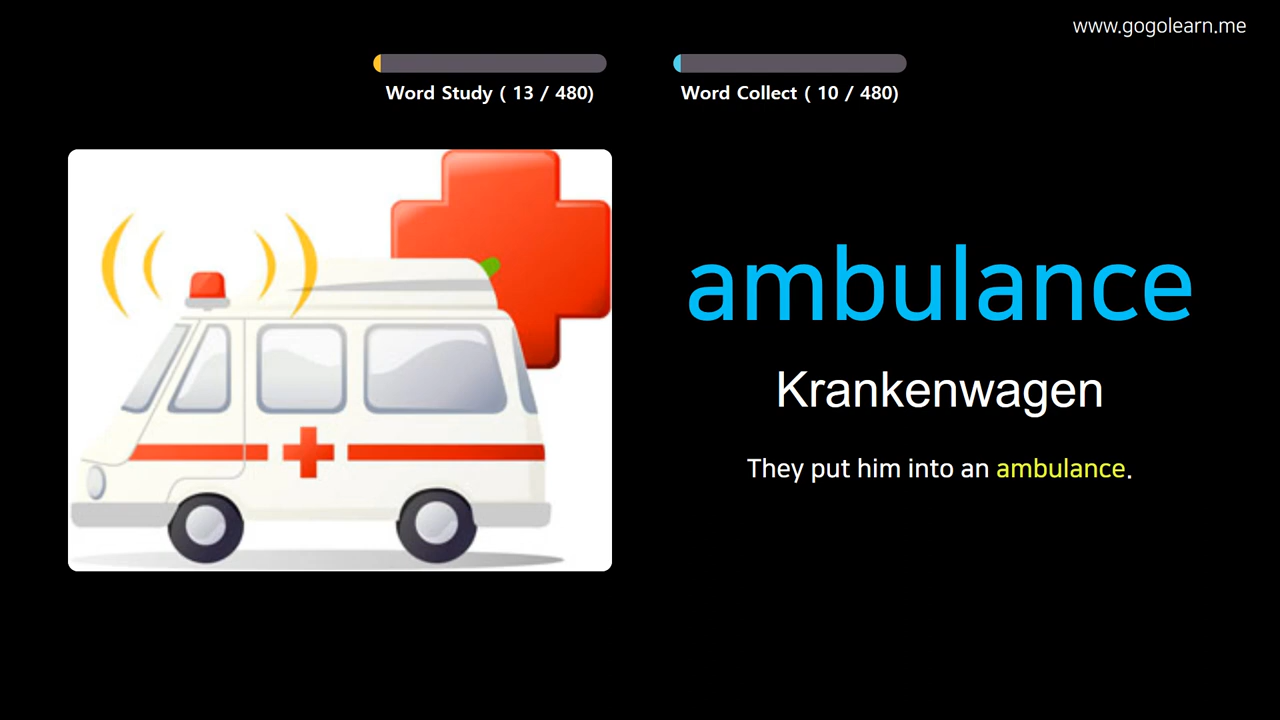 www.gogolearn.me
Word Study ( 13 / 480)
Word Collect ( 10 / 480)
ambulance
Krankenwagen
They put him into an ambulance.